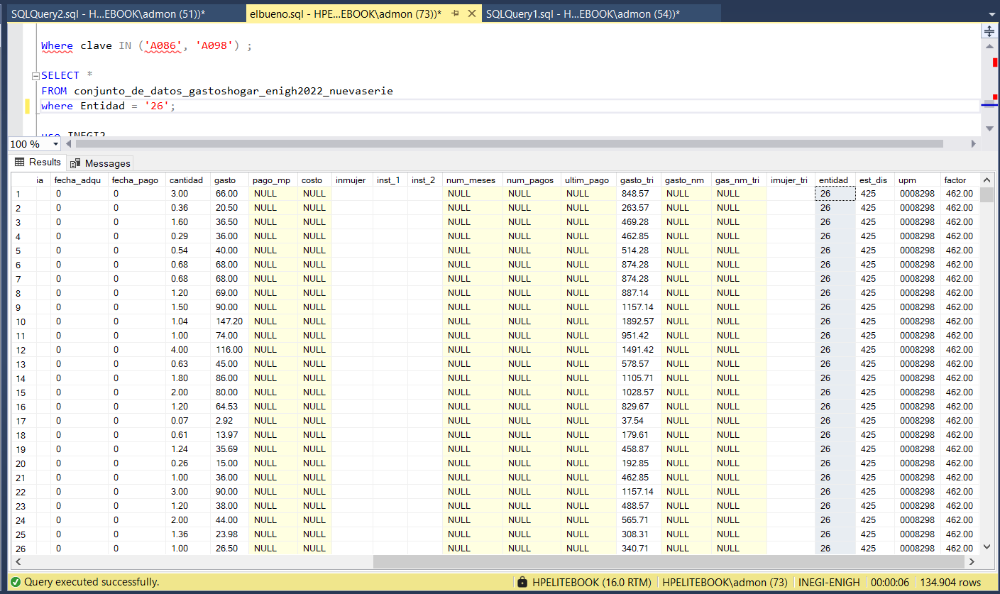 SQLQuery2.sql - H...EBOOK\admon (51))* elbueno.sql - HPE...EBOOK\admon (73))* SQLQuery1.sql - H...EBOOK\admon (54))*
Where clave IN ('A086', 'A098') ;
SELECT *
FROM conjunto_de_datos_gastoshogar_enigh2022_nuevaserie
where Entidad = '26';
use INEGI2
100 %
Results Messages
ia fecha_adqu fecha_pago cantidad gasto pago_mp costo inmujer inst_1 inst_2 num_meses num_pagos ultim_pago gasto_tri gasto_nm gas_nm_tri imujer_tri entidad est_dis upm factor
1 0 0 3.00 66.00 NULL NULL NULL NULL NULL 848.57 NULL NULL 26 425 0008298 462.00
2 0 0 0.36 20.50 NULL NULL NULL NULL NULL 263.57 NULL NULL 26 425 0008298 462.00
3 0 0 1.60 36.50 NULL NULL NULL NULL NULL 469.28 NULL NULL 26 425 0008298 462.00
4 0 0 0.29 36.00 NULL NULL NULL NULL NULL 462.85 NULL NULL 26 425 0008298 462.00
5 0 0 0.54 40.00 NULL NULL NULL NULL NULL 514.28 NULL NULL 26 425 0008298 462.00
6 0 0 0.68 68.00 NULL NULL NULL NULL NULL 874.28 NULL NULL 26 425 0008298 462.00
7 0 0 0.68 68.00 NULL NULL NULL NULL NULL 874.28 NULL NULL 26 425 0008298 462.00
8 0 0 1.20 69.00 NULL NULL NULL NULL NULL 887.14 NULL NULL 26 425 0008298 462.00
9 0 0 1.50 90.00 NULL NULL NULL NULL NULL 1157.14 NULL NULL 26 425 0008298 462.00
10 0 0 1.04 147.20 NULL NULL NULL NULL NULL 1892.57 NULL NULL 26 425 0008298 462.00
11 0 0 1.00 74.00 NULL NULL NULL NULL NULL 951.42 NULL NULL 26 425 0008298 462.00
12 0 0 4.00 116.00 NULL NULL NULL NULL NULL 1491.42 NULL NULL 26 425 0008298 462.00
13 0 0 0.63 45.00 NULL NULL NULL NULL NULL 578.57 NULL NULL 26 425 0008298 462.00
14 0 0 1.80 86.00 NULL NULL NULL NULL NULL 1105.71 NULL NULL 26 425 0008298 462.00
15 0 0 2.00 80.00 NULL NULL NULL NULL NULL 1028.57 NULL NULL 26 425 0008298 462.00
16 0 0 1.20 64.53 NULL NULL NULL NULL NULL 829.67 NULL NULL 26 425 0008298 462.00
17 0 0 0.07 2.92 NULL NULL NULL NULL NULL 37.54 NULL NULL 26 425 0008298 462.00
18 0 0 0.61 13.97 NULL NULL NULL NULL NULL 179.61 NULL NULL 26 425 0008298 462.00
19 0 0 1.24 35.69 NULL NULL NULL NULL NULL 458.87 NULL NULL 26 425 0008298 462.00
20 0 0 0.26 15.00 NULL NULL NULL NULL NULL 192.85 NULL NULL 26 425 0008298 462.00
21 0 0 1.00 36.00 NULL NULL NULL NULL NULL 462.85 NULL NULL 26 425 0008298 462.00
22 0 0 3.00 90.00 NULL NULL NULL NULL NULL 1157.14 NULL NULL 26 425 0008298 462.00
23 0 0 1.20 38.00 NULL NULL NULL NULL NULL 488.57 NULL NULL 26 425 0008298 462.00
24 0 0 2.00 44.00 NULL NULL NULL NULL NULL 565.71 NULL NULL 26 425 0008298 462.00
25 0 0 1.36 23.98 NULL NULL NULL NULL NULL 308.31 NULL NULL 26 425 0008298 462.00
26 0 0 1.00 26.50 NULL NULL NULL NULL NULL 340.71 NULL NULL 26 425 0008298 462.00
Query executed successfully. HPELITEBOOK (16.0 RTM) HPELITEBOOK\admon (73) INEGI-ENIGH 00:00:06 134.904 rows